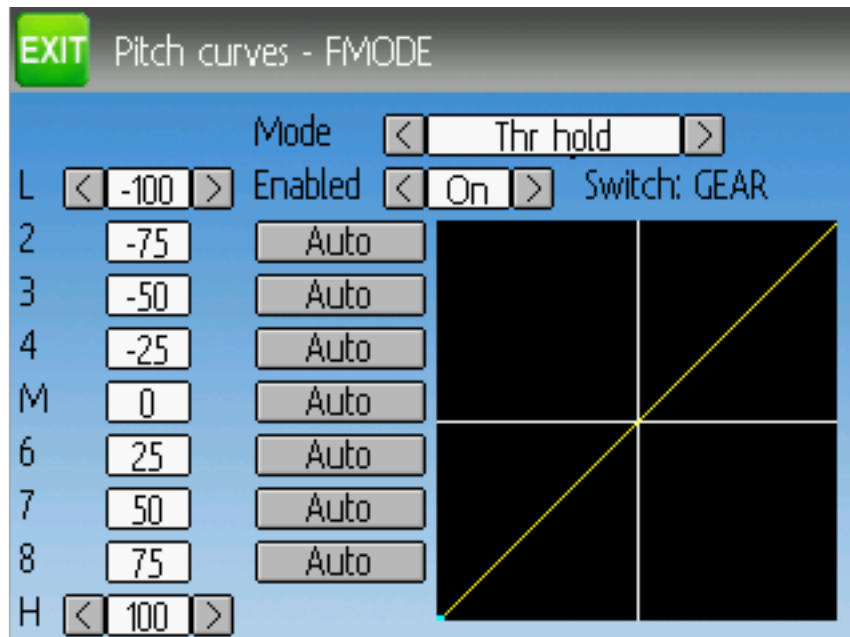 EXIT Pitch curves - FMODE
Mode < Thr hold >
L < -100 > Enabled < On > Switch: GEAR
2 -75 Auto
3 -50 Auto
4 -25 Auto
M 0 Auto
6 25 Auto
7 50 Auto
8 75 Auto
H < 100 >